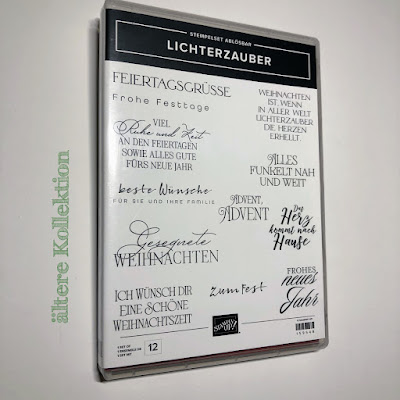 STEMPELSET ABLÖSBAR
LICHTERZAUBER
FEIERTAGSGRÜSSE
Frohe Festtage
VIEL
Ruhe und Zeit
AN DEN FEIERTAGEN
SOWIE ALLES GUTE
FÜRS NEUE JAHR
beste Wünsche
FÜR SIE UND IHRE FAMILIE
Gesegnete
WEIHNACHTEN
ICH WÜNSCH DIR
EINE SCHÖNE
WEIHNACHTSZEIT
WEIHNACHTEN
IST, WENN
IN ALLER WELT
LICHTERZAUBER
DIE HERZEN
ERHELLT.
ALLES
FUNKELT NAH
UND WEIT
ADVENT,
ADVENT
Das
Herz
kommt nach
Hause
zum Fest
FROHES
neues
Jahr
12
STAMPIN' UP!
ältere Kollektion